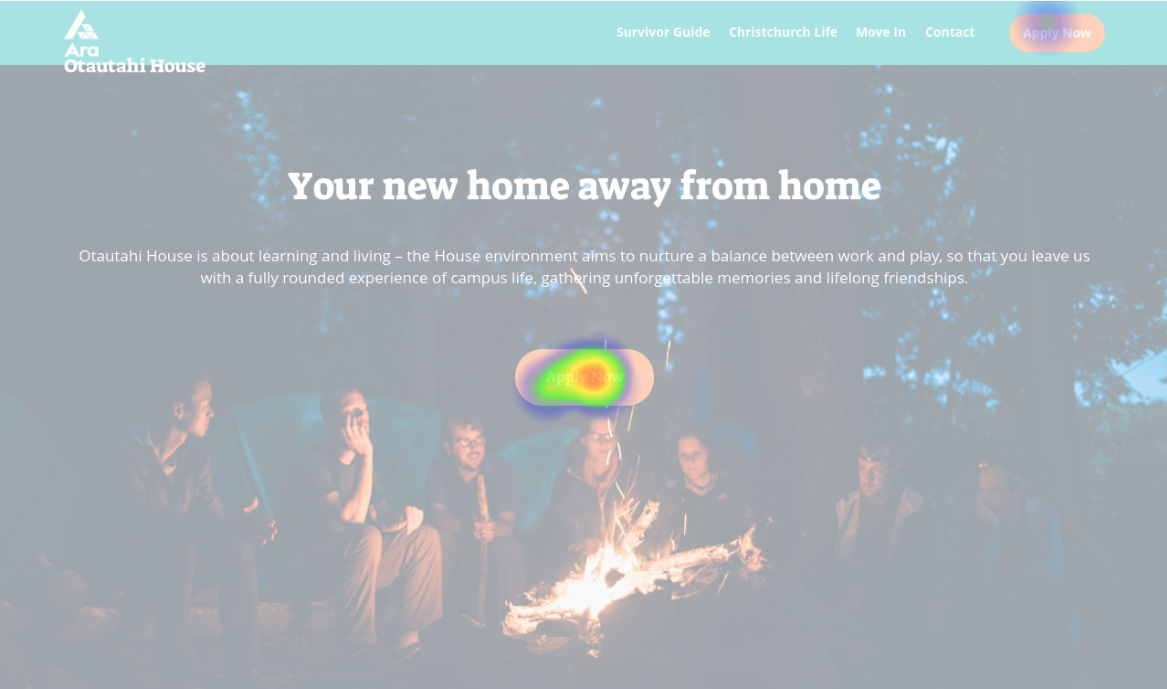 Ara
Otautahi House
Survivor Guide
Christchurch Life
Move In
Contact
Apply Now
Your new home away from home
Otautahi House is about learning and living – the House environment aims to nurture a balance between work and play, so that you leave us
with a fully rounded experience of campus life, gathering unforgettable memories and lifelong friendships.
Apply Now